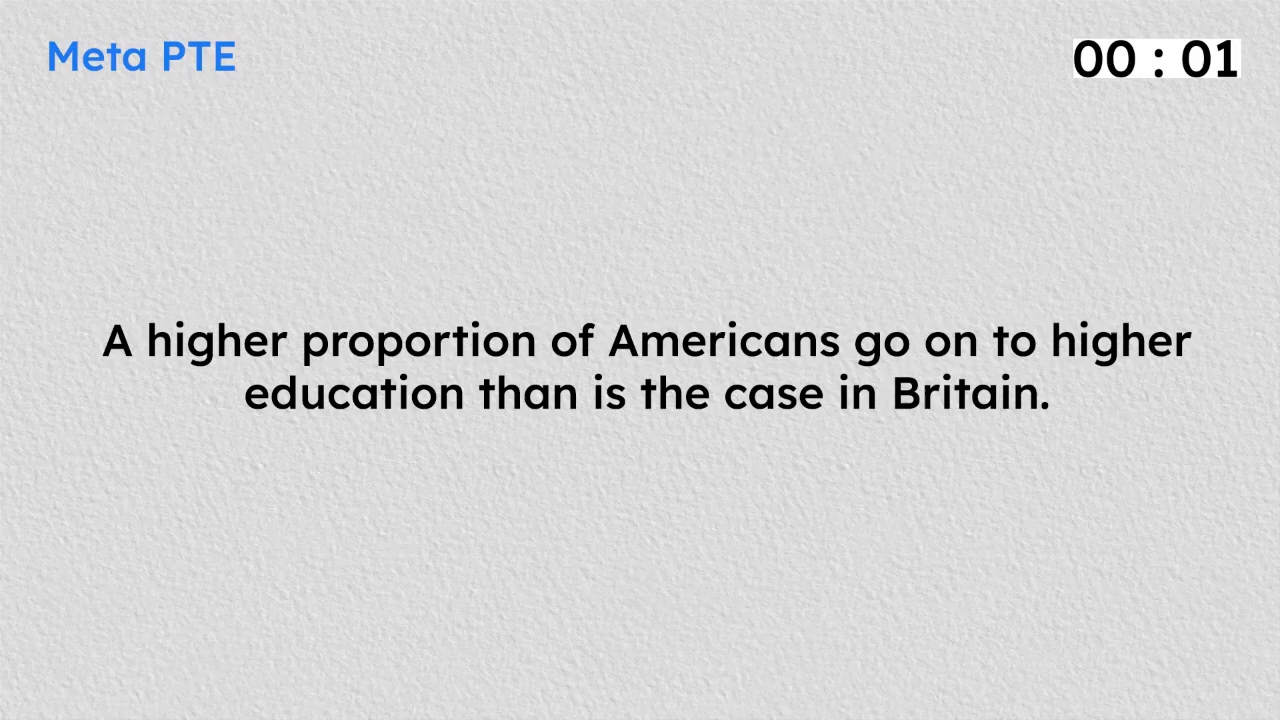 Meta PTE
00 : 01
A higher proportion of Americans go on to higher
education than is the case in Britain.